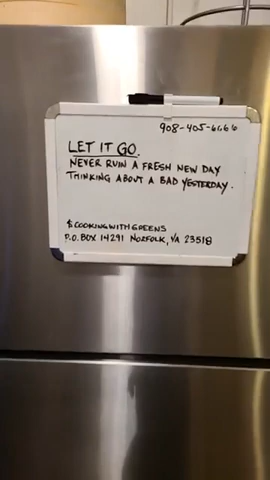 908-405-6166
LET IT GO.
NEVER RUIN A FRESH NEW DAY
THINKING ABOUT A BAD YESTERDAY.
$COOKINGWITHGREENS
P.O. BOX 14291 NORFOLK, VA 23518